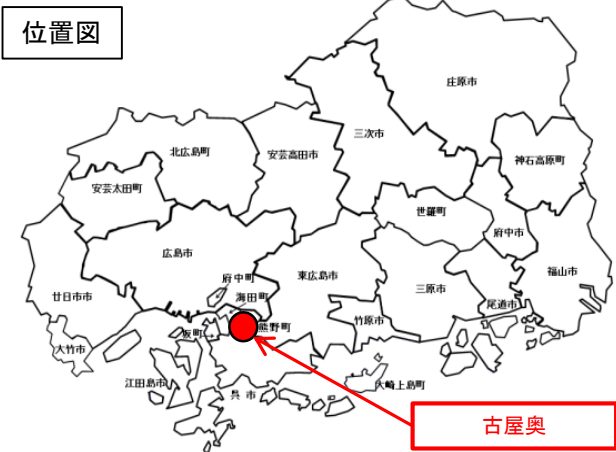 位置図
庄原市
三次市
北広島町
安芸高田市
神石高原町
安芸太田町
世羅町
府中市
広島市
東広島市
福山市
府中町
三原市
廿日市市
海田町
尾道市
坂町
熊野町
竹原市
大竹市
江田島市
大崎上島町
呉市
古屋奥